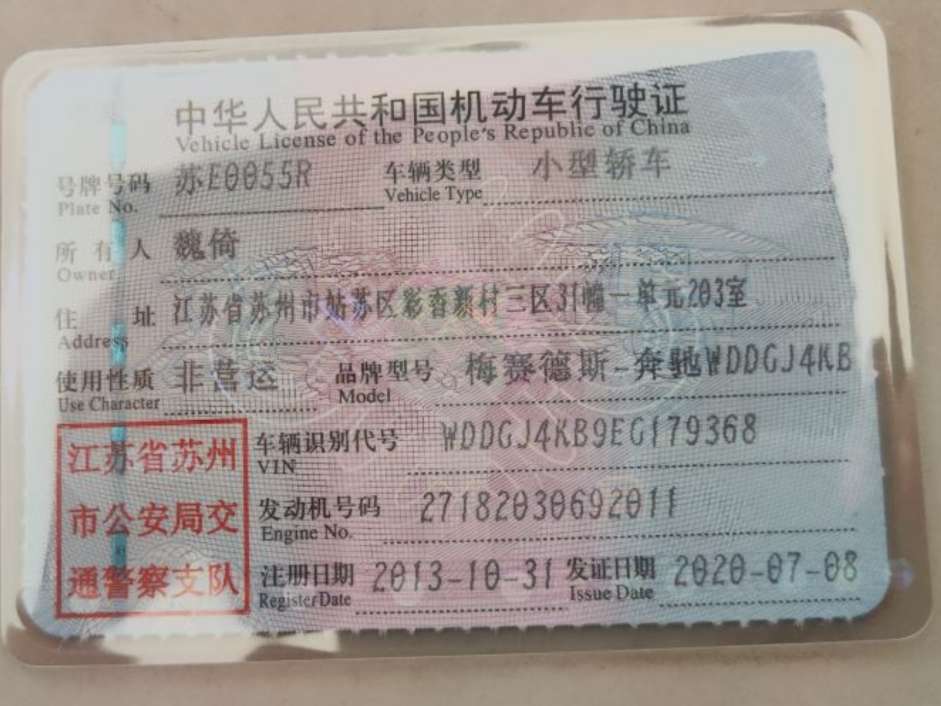 中华人民共和国机动车行驶证
Vehicle License of the People's Republic of China
号牌号码 苏E0055R 车辆类型 小型轿车
Plate No. Vehicle Type
所有人 魏倚
Owner
住址 江苏省苏州市姑苏区彩香新村三区31幢一单元203室
Address
使用性质 非营运 品牌型号 梅赛德斯-奔驰WDDGJ4KB
Use Character Model
江苏省苏州 车辆识别代号 WDDGJ4KB9EG179368
VIN
市公安局交 发动机号码 27182030692011
Engine No.
通警察支队 注册日期 2013-10-31 发证日期 2020-07-08
Register Date Issue Date